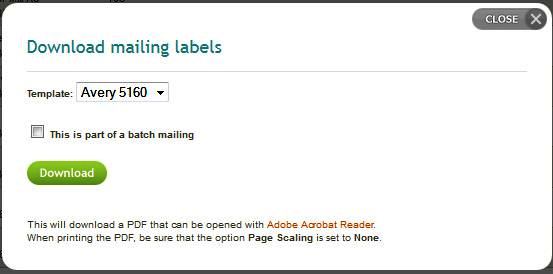 CLOSE
Download mailing labels
Template: Avery 5160
This is part of a batch mailing
Download
This will download a PDF that can be opened with Adobe Acrobat Reader.
When printing the PDF, be sure that the option Page Scaling is set to None.